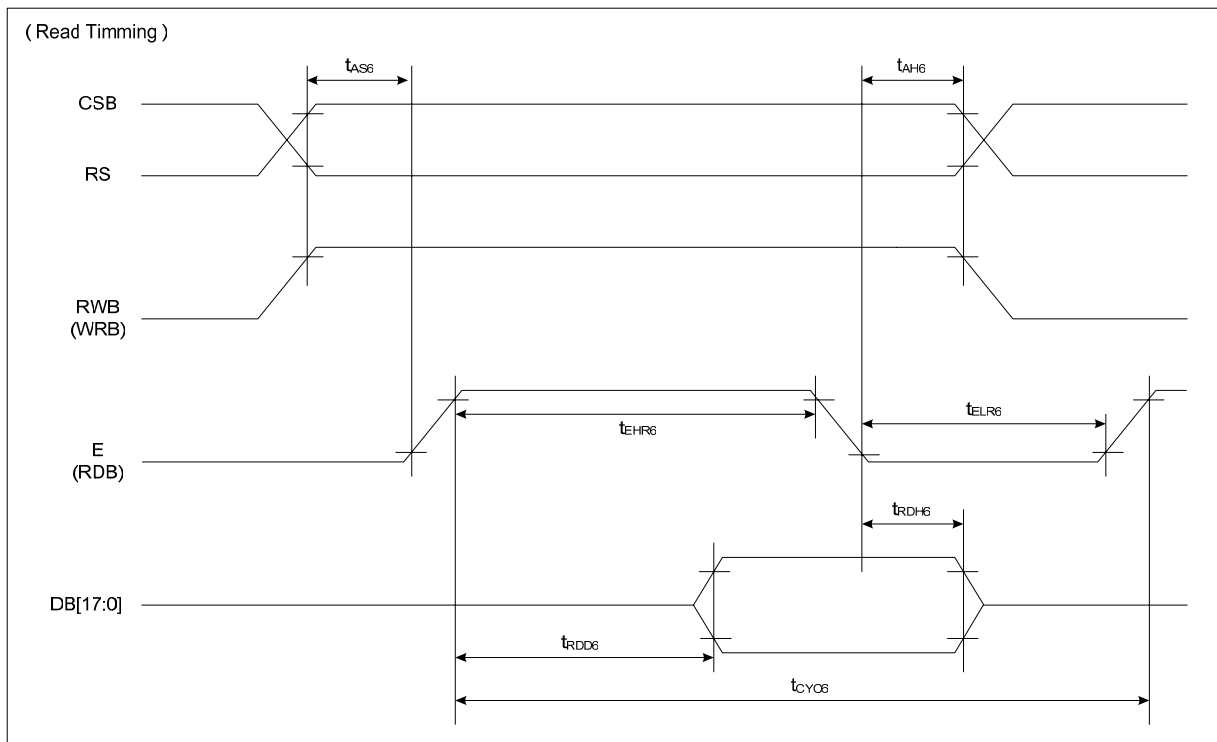 ( Read Timming )
tAS6
tAH6
CSB
RS
RWB
(WRB)
tEHR6
tELR6
E
(RDB)
tRDH6
DB[17:0]
tRDD6
tCYC6